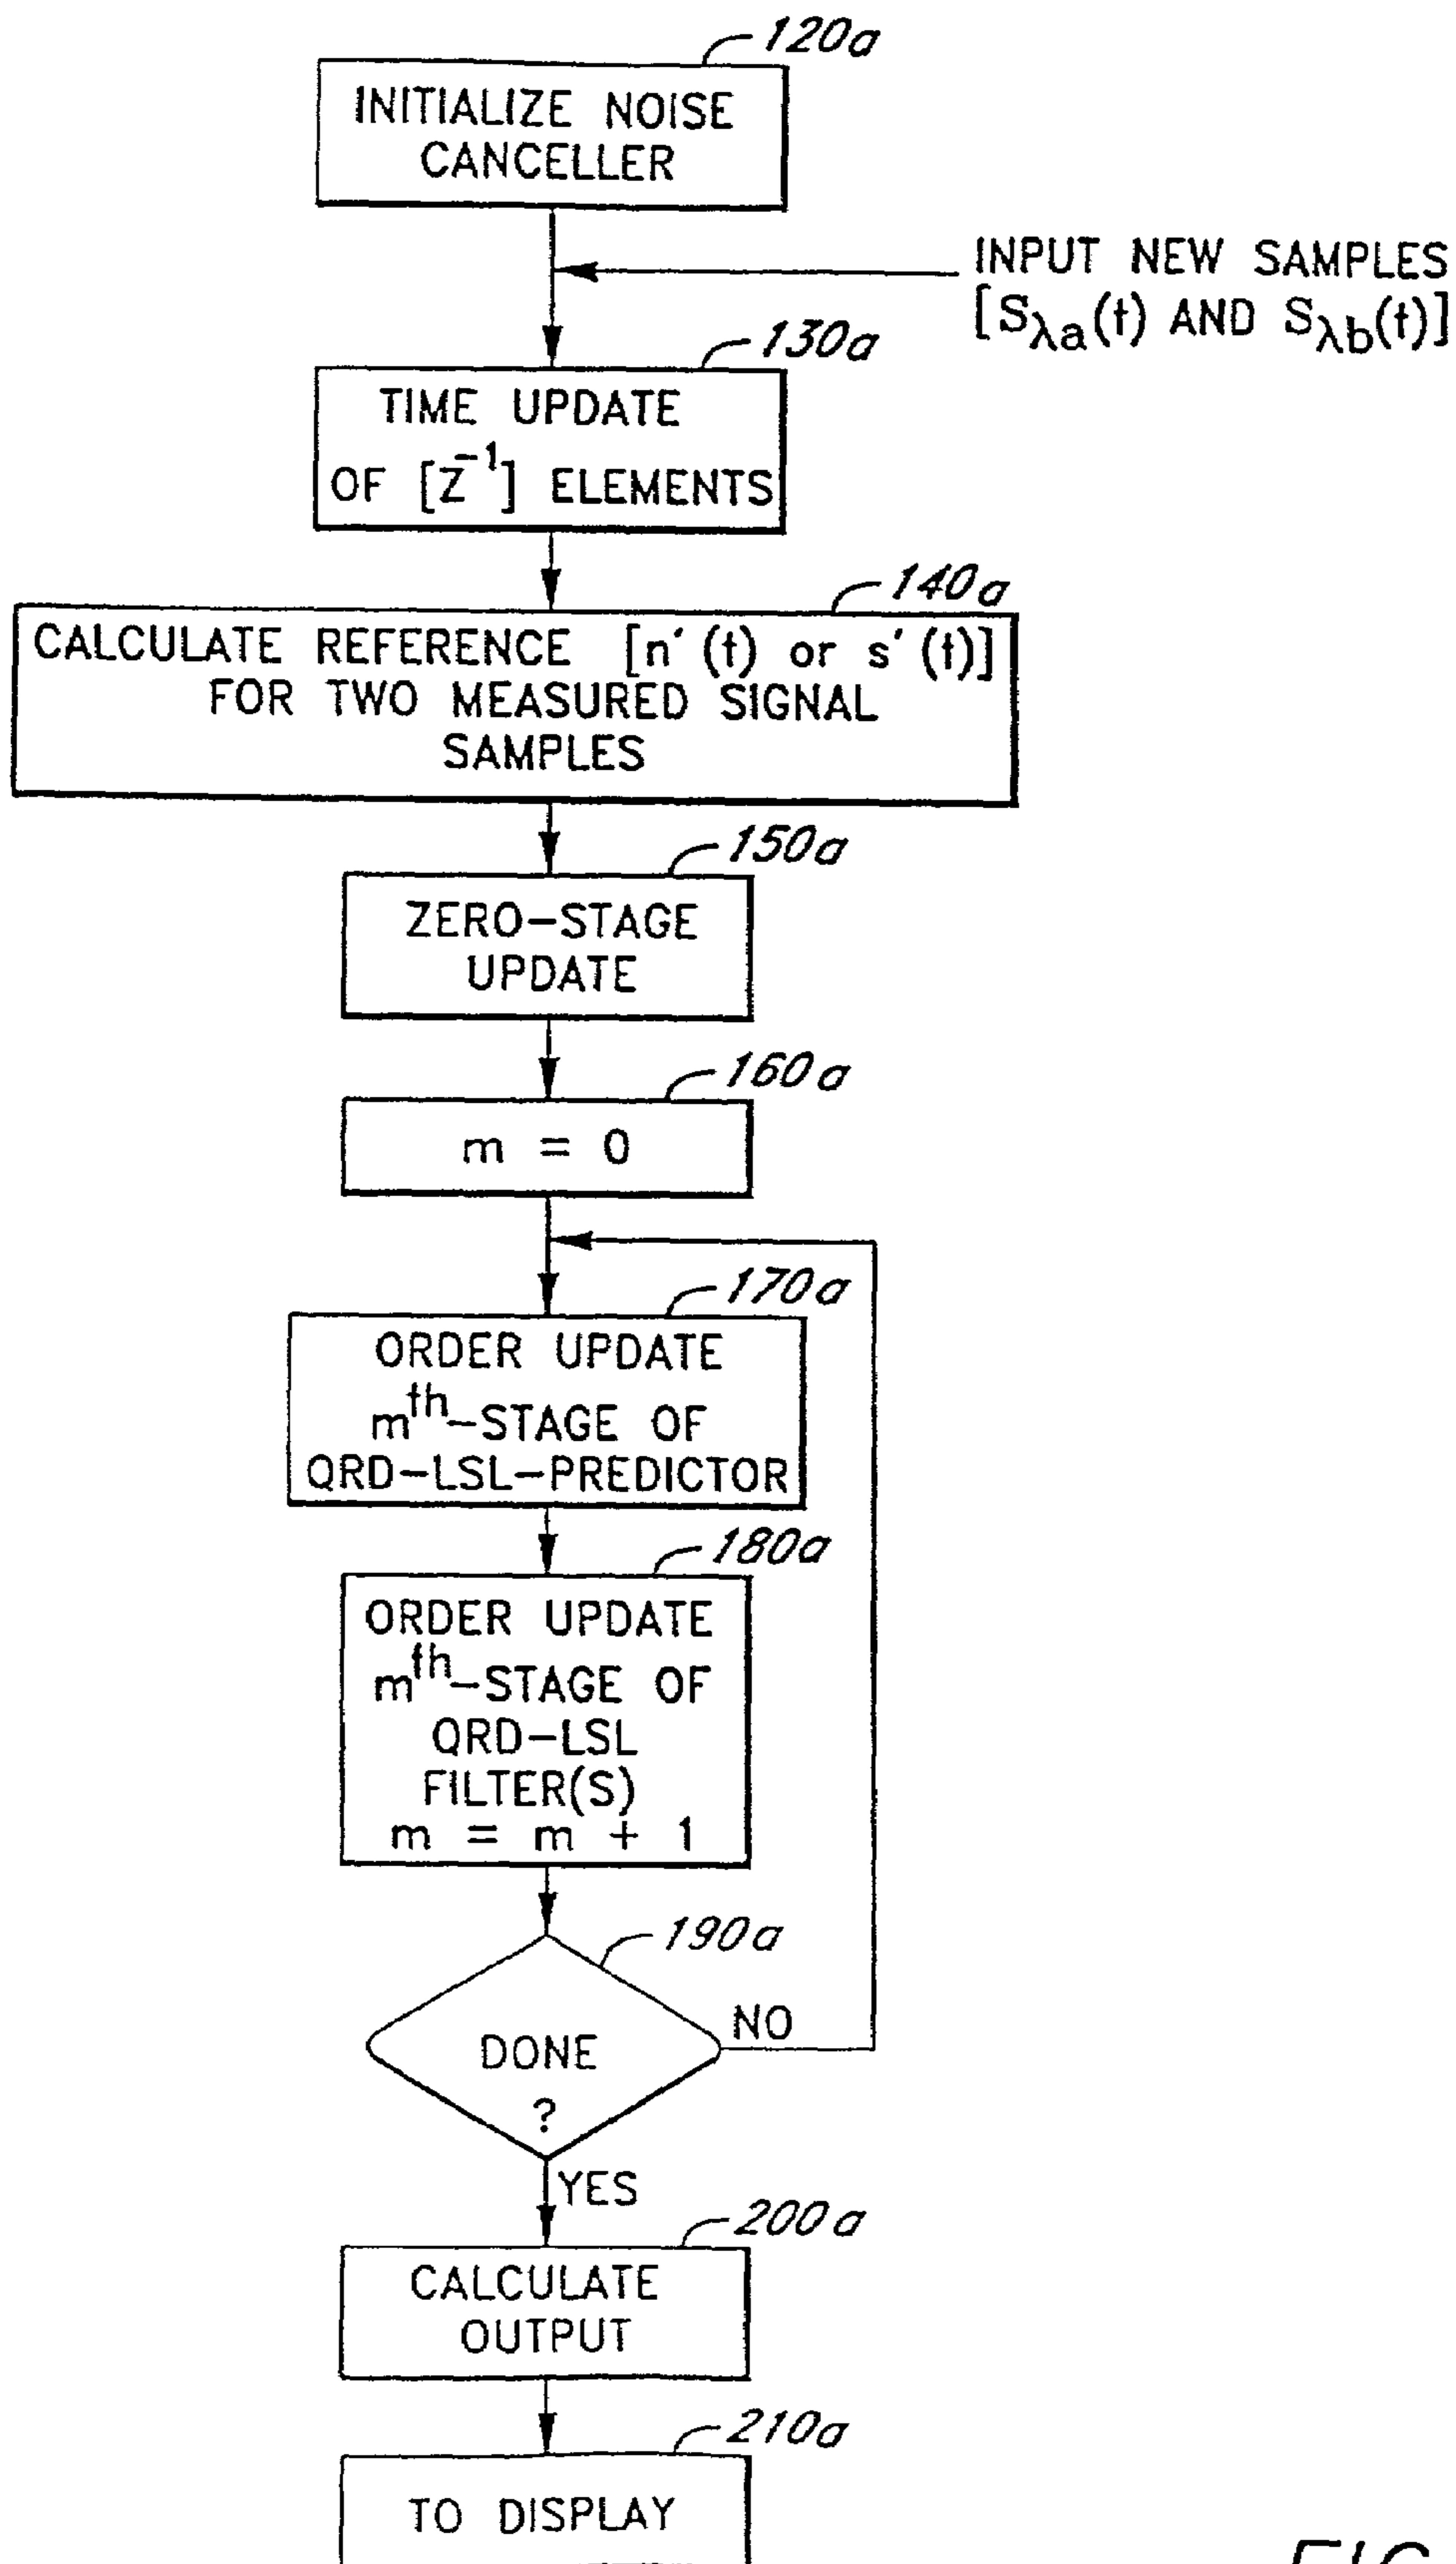 120a
INITIALIZE NOISE
CANCELLER
INPUT NEW SAMPLES
[Sλa(t) AND Sλb(t)]
130a
TIME UPDATE
OF [Z⁻¹] ELEMENTS
140a
CALCULATE REFERENCE [n′(t) or s′(t)]
FOR TWO MEASURED SIGNAL
SAMPLES
150a
ZERO-STAGE
UPDATE
160a
m = 0
170a
ORDER UPDATE
mth-STAGE OF
QRD-LSL-PREDICTOR
180a
ORDER UPDATE
mth-STAGE OF
QRD-LSL
FILTER(S)
m = m + 1
190a
NO
DONE
?
YES
200a
CALCULATE
OUTPUT
210a
TO DISPLAY